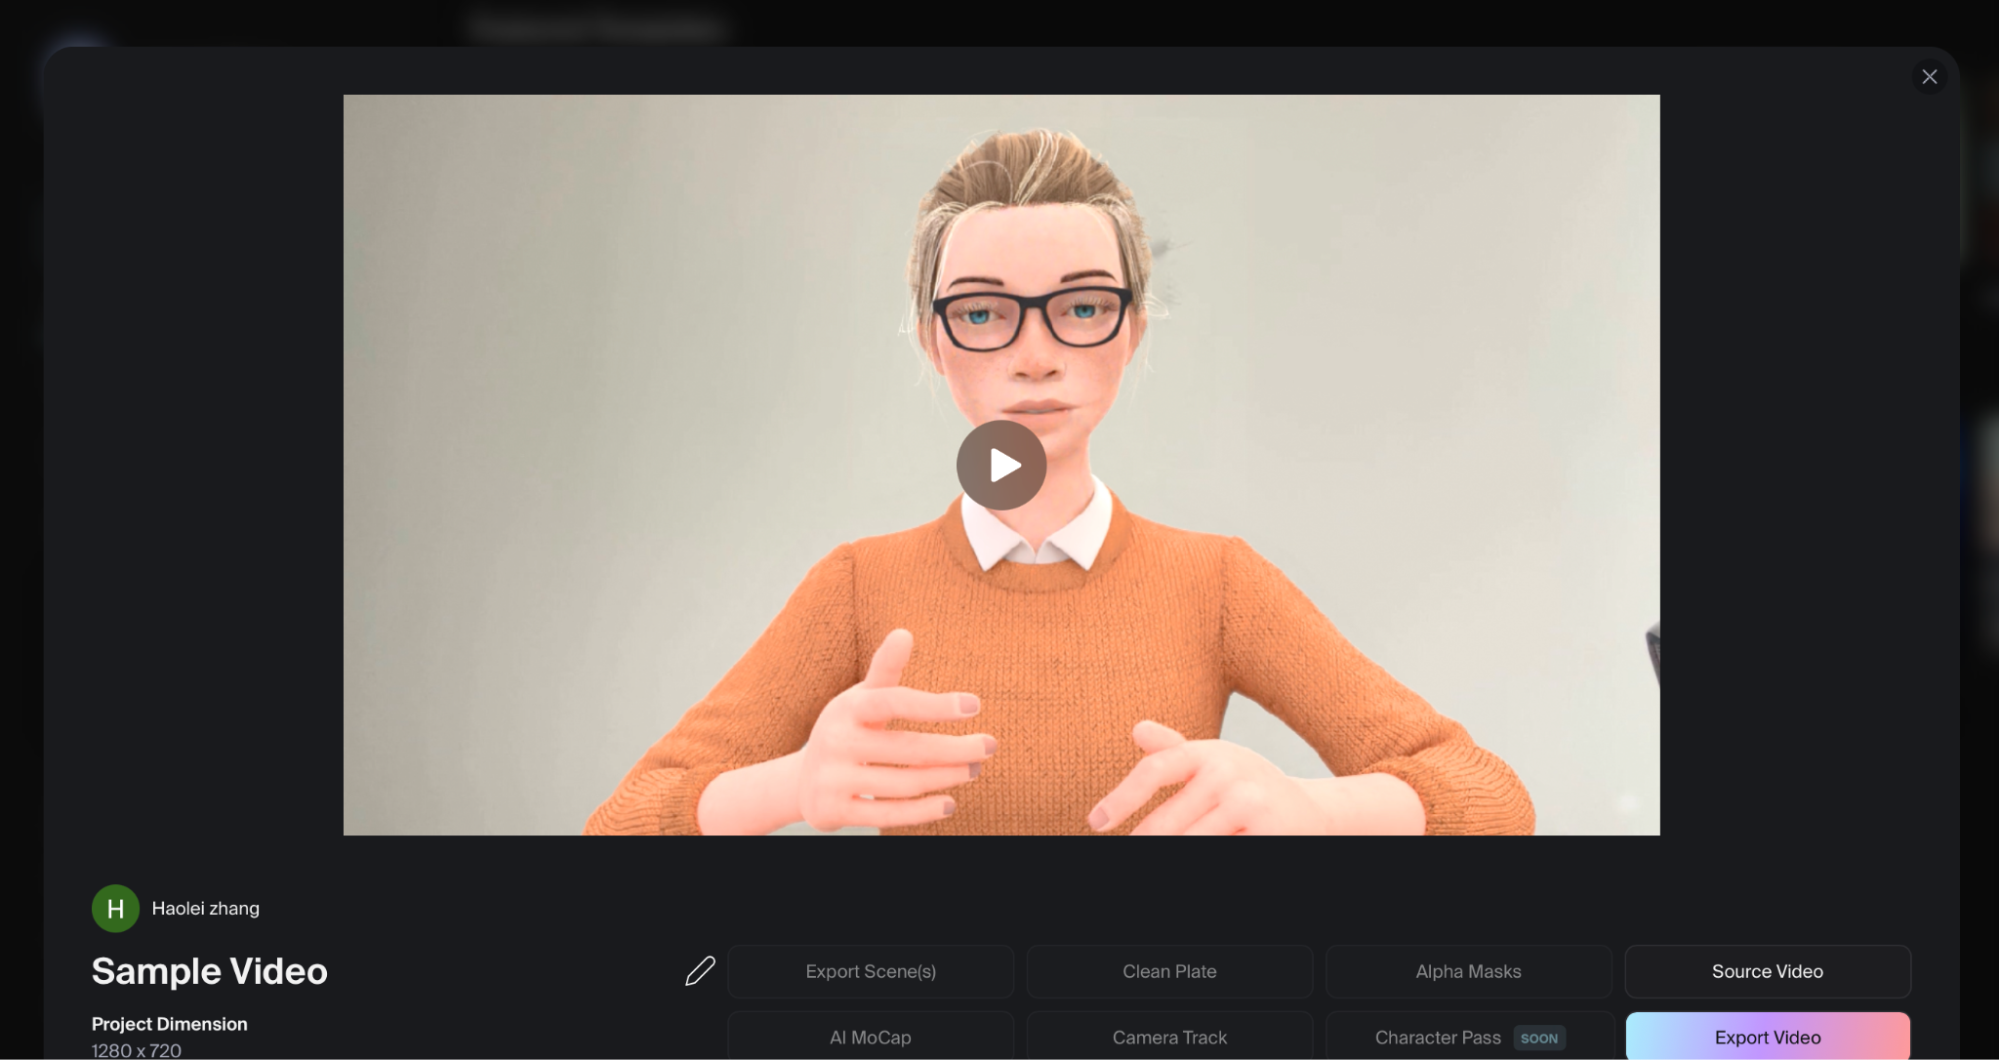 H
Haolei zhang
Sample Video
Export Scene(s)
Clean Plate
Alpha Masks
Source Video
Project Dimension
1280 x 720
AI MoCap
Camera Track
Character Pass SOON
Export Video